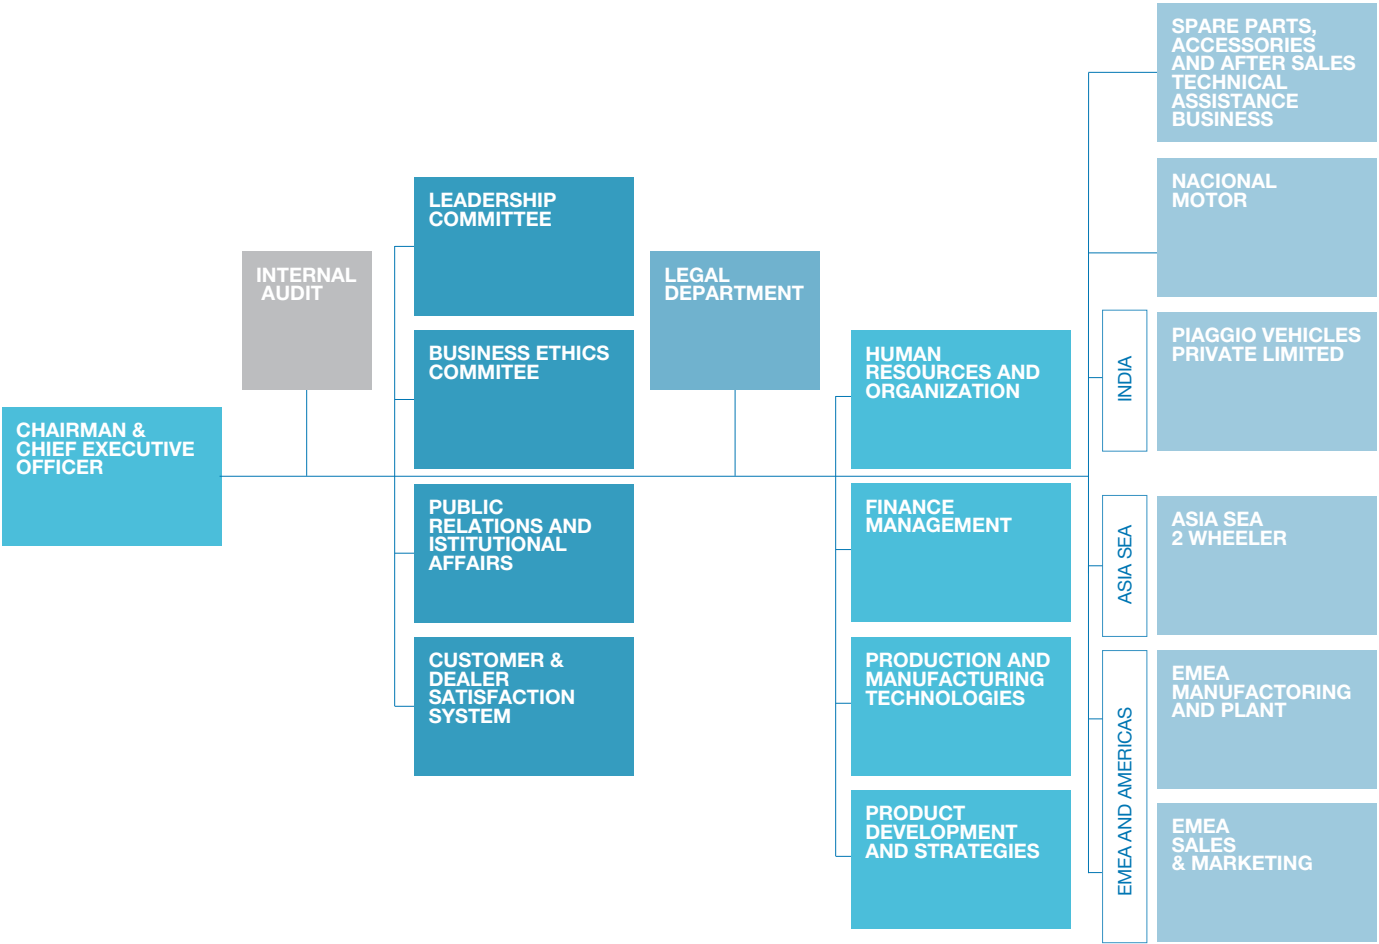 CHAIRMAN &
CHIEF EXECUTIVE
OFFICER
INTERNAL
AUDIT
LEADERSHIP
COMMITTEE
BUSINESS ETHICS
COMMITEE
PUBLIC
RELATIONS AND
ISTITUTIONAL
AFFAIRS
CUSTOMER &
DEALER
SATISFACTION
SYSTEM
LEGAL
DEPARTMENT
HUMAN
RESOURCES AND
ORGANIZATION
FINANCE
MANAGEMENT
PRODUCTION AND
MANUFACTURING
TECHNOLOGIES
PRODUCT
DEVELOPMENT
AND STRATEGIES
SPARE PARTS,
ACCESSORIES
AND AFTER SALES
TECHNICAL
ASSISTANCE
BUSINESS
NACIONAL
MOTOR
INDIA
PIAGGIO VEHICLES
PRIVATE LIMITED
ASIA SEA
ASIA SEA
2 WHEELER
EMEA AND AMERICAS
EMEA
MANUFACTORING
AND PLANT
EMEA
SALES
& MARKETING